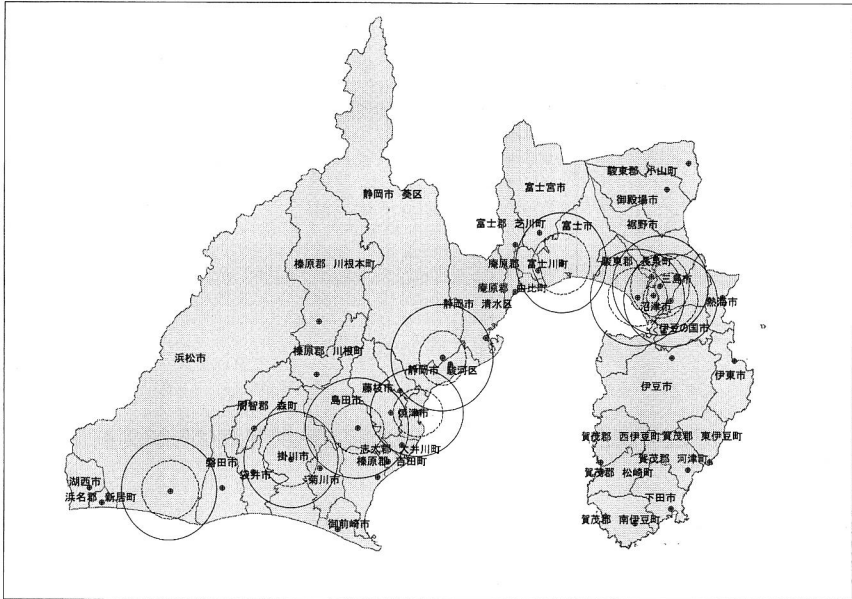 駿東郡 小山町
御殿場市
富士宮市
静岡市 葵区
裾野市
富士郡 芝川町
富士市
榛原郡 川根本町
庵原郡 富士川町
駿東郡 長泉町
三島市
庵原郡 由比町
静岡市 清水区
熱海市
沼津市
伊豆の国市
浜松市
榛原郡 川根町
静岡市 駿河区
伊東市
藤枝市
伊豆市
島田市
周智郡 森町
焼津市
賀茂郡 西伊豆町
賀茂郡 東伊豆町
志太郡 大井川町
掛川市
榛原郡 吉田町
賀茂郡 河津町
磐田市
袋井市
賀茂郡 松崎町
湖西市
菊川市
浜名郡 新居町
下田市
御前崎市
賀茂郡 南伊豆町